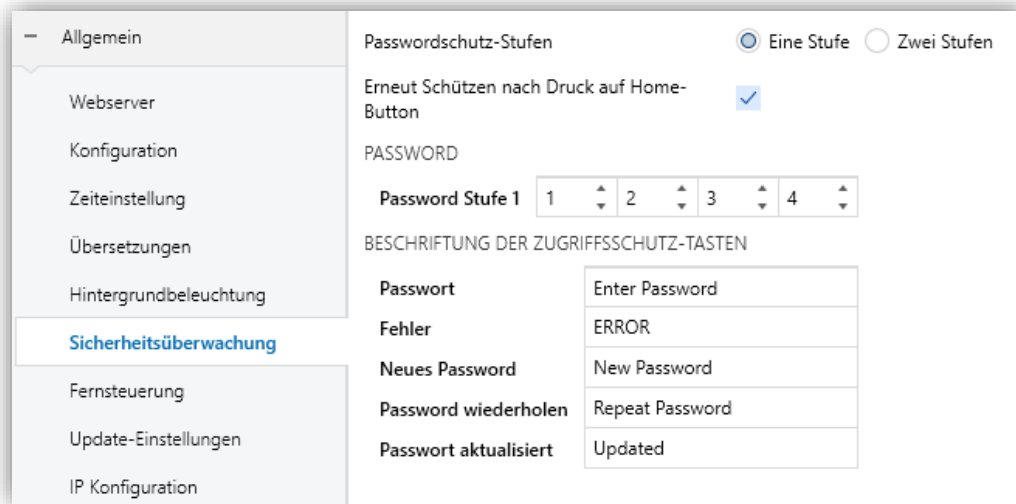 Allgemein
Webserver
Konfiguration
Zeiteinstellung
Übersetzungen
Hintergrundbeleuchtung
Sicherheitsüberwachung
Fernsteuerung
Update-Einstellungen
IP Konfiguration
Passwordschutz-Stufen Eine Stufe Zwei Stufen
Erneut Schützen nach Druck auf Home-
Button
PASSWORD
Password Stufe 1 1 2 3 4
BESCHRIFTUNG DER ZUGRIFFSSCHUTZ-TASTEN
Passwort Enter Password
Fehler ERROR
Neues Password New Password
Password wiederholen Repeat Password
Passwort aktualisiert Updated